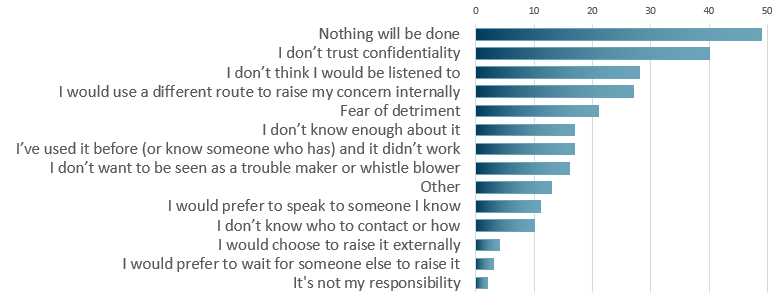 0 10 20 30 40 50
Nothing will be done
I don’t trust confidentiality
I don’t think I would be listened to
I would use a different route to raise my concern internally
Fear of detriment
I don’t know enough about it
I’ve used it before (or know someone who has) and it didn’t work
I don’t want to be seen as a trouble maker or whistle blower
Other
I would prefer to speak to someone I know
I don’t know who to contact or how
I would choose to raise it externally
I would prefer to wait for someone else to raise it
It's not my responsibility